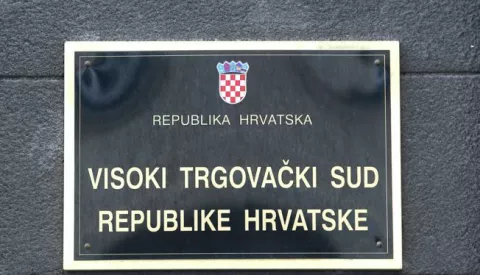 REPUBLIKA HRVATSKA
VISOKI TRGOVAČKI SUD
REPUBLIKE HRVATSKE